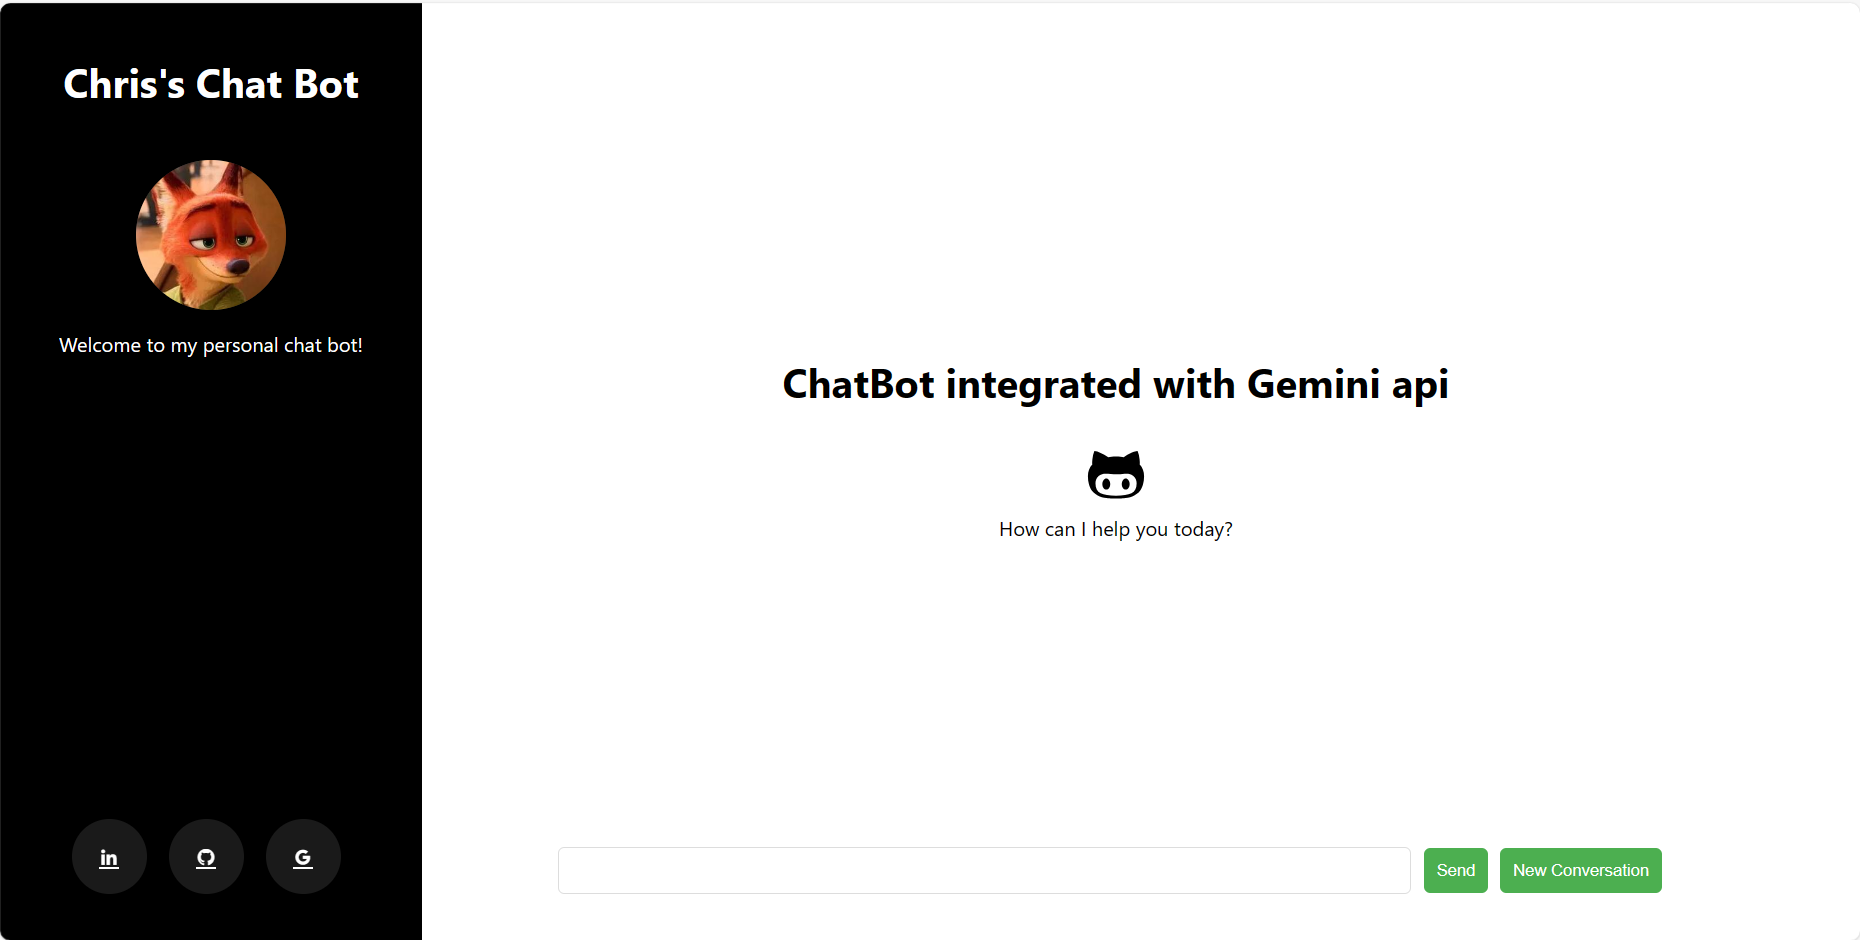 Chris's Chat Bot
Welcome to my personal chat bot!
ChatBot integrated with Gemini api
How can I help you today?
Send
New Conversation
in
G